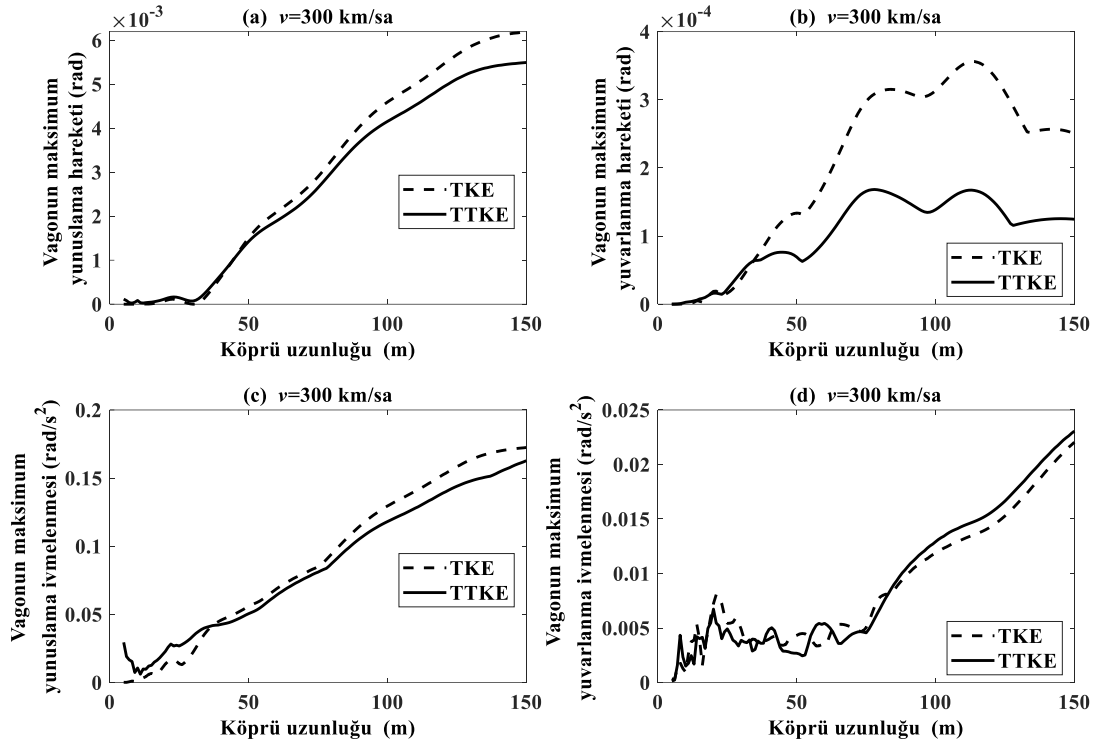 (a) v=300 km/sa
×10⁻³
Vagonun maksimum
yunuslama hareketi (rad)
6
5
4
3
2
1
0
TKE
TTKE
0 50 100 150
Köprü uzunluğu (m)
(b) v=300 km/sa
×10⁻⁴
Vagonun maksimum
yuvarlanma hareketi (rad)
4
3
2
1
0
TKE
TTKE
0 50 100 150
Köprü uzunluğu (m)
(c) v=300 km/sa
Vagonun maksimum
yunuslama ivmelenmesi (rad/s²)
0.2
0.15
0.1
0.05
0
TKE
TTKE
0 50 100 150
Köprü uzunluğu (m)
(d) v=300 km/sa
Vagonun maksimum
yuvarlanma ivmelenmesi (rad/s²)
0.025
0.02
0.015
0.01
0.005
0
TKE
TTKE
0 50 100 150
Köprü uzunluğu (m)